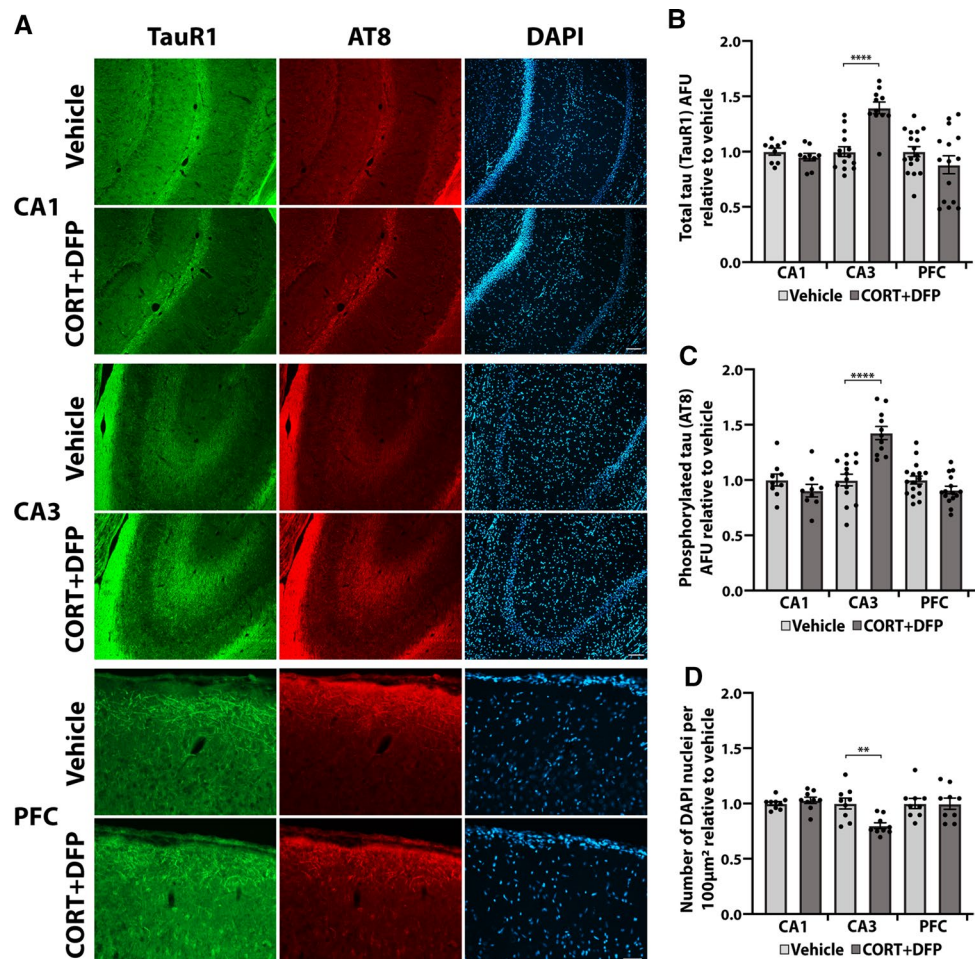 A
TauR1 AT8 DAPI
CA1
Vehicle
CORT+DFP
CA3
Vehicle
CORT+DFP
PFC
Vehicle
CORT+DFP
B
Total tau (TauR1) AFU
relative to vehicle
2.0
1.5
1.0
0.5
0.0
****
CA1 CA3 PFC
Vehicle CORT+DFP
C
Phosphorylated tau (AT8)
AFU relative to vehicle
2.0
1.5
1.0
0.5
0.0
****
CA1 CA3 PFC
Vehicle CORT+DFP
D
Number of DAPI nuclei per
100µm² relative to vehicle
2.0
1.5
1.0
0.5
0.0
**
CA1 CA3 PFC
Vehicle CORT+DFP